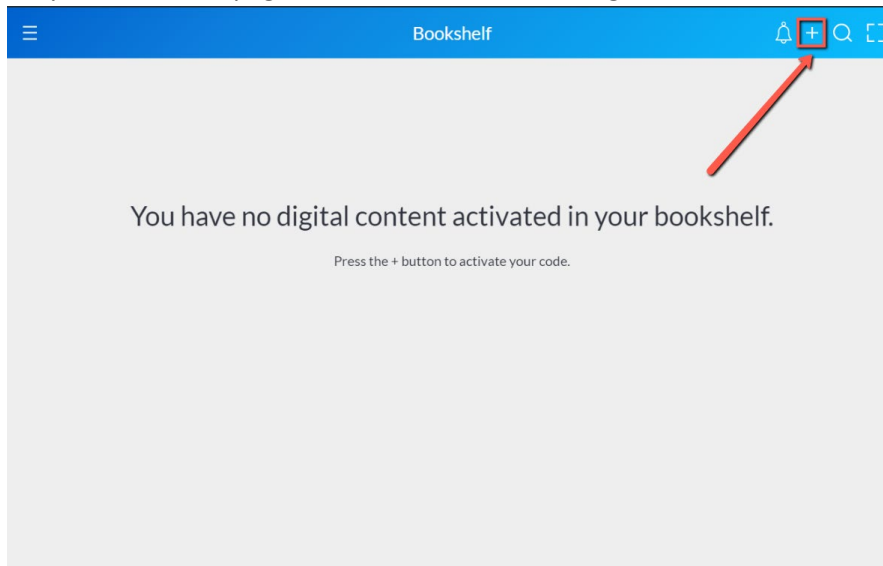 Bookshelf
You have no digital content activated in your bookshelf.
Press the + button to activate your code.